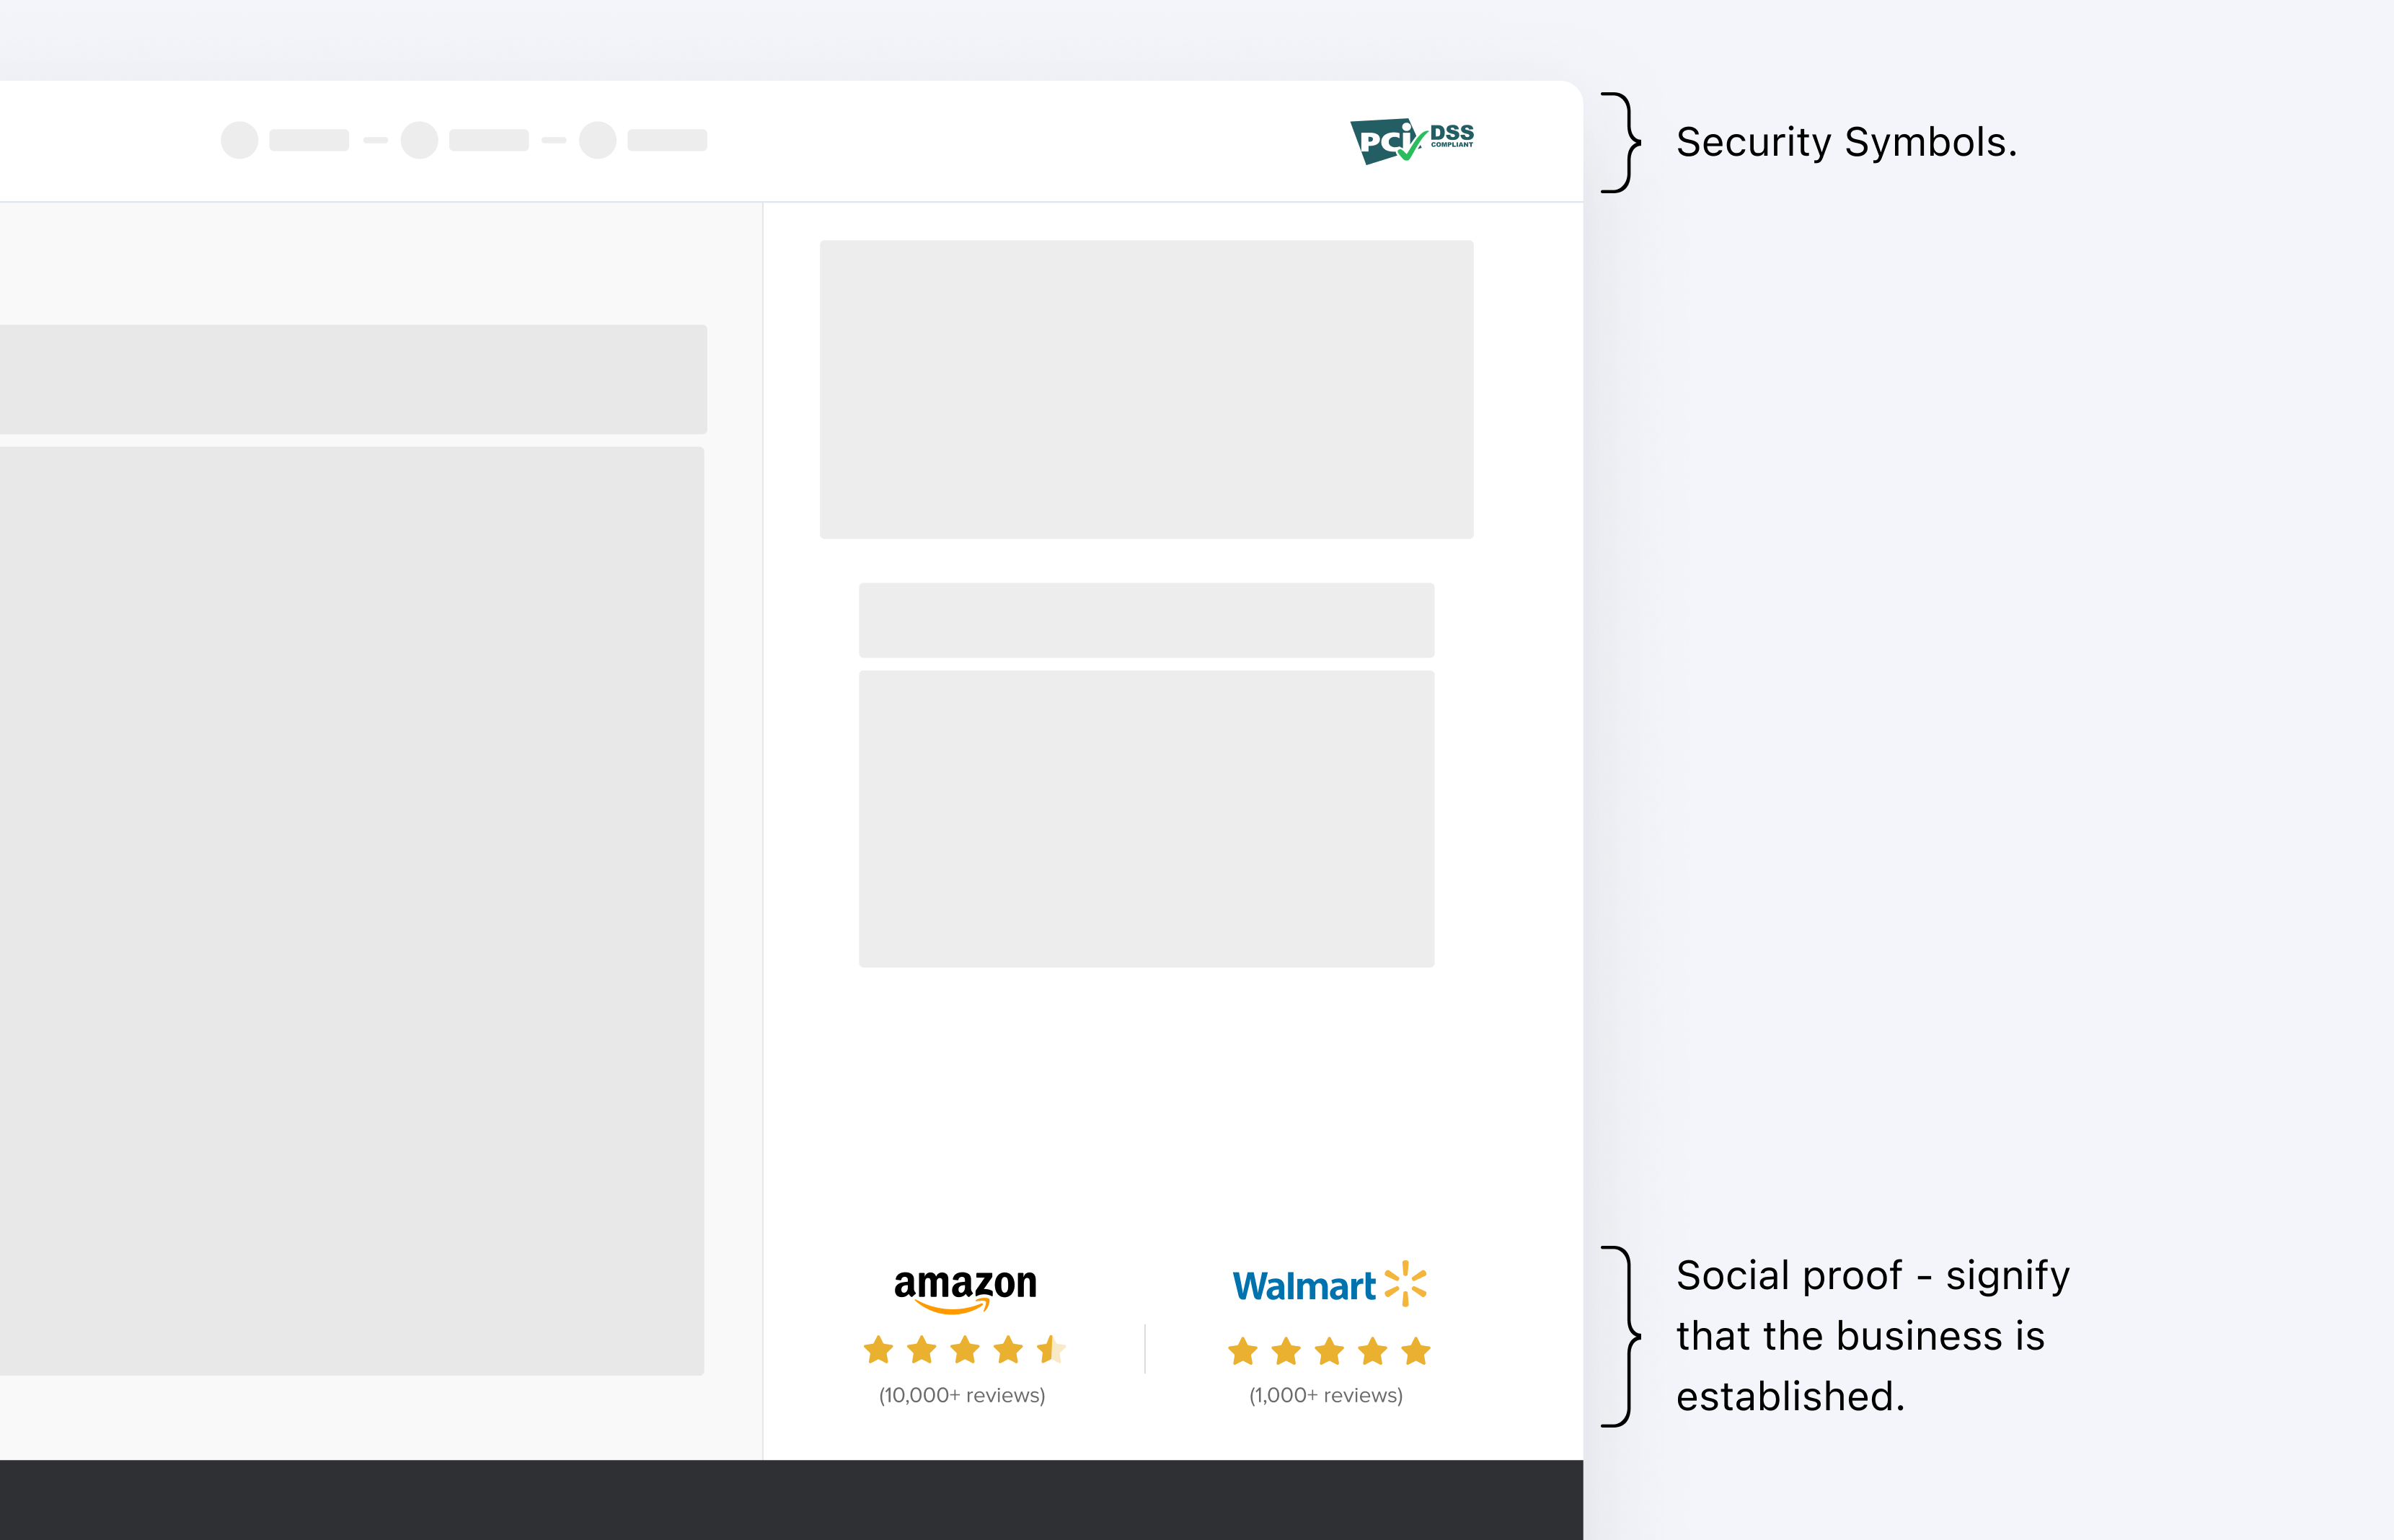 PCi DSS
COMPLIANT
Security Symbols.
amazon
Walmart
(10,000+ reviews)
(1,000+ reviews)
Social proof - signify
that the business is
established.